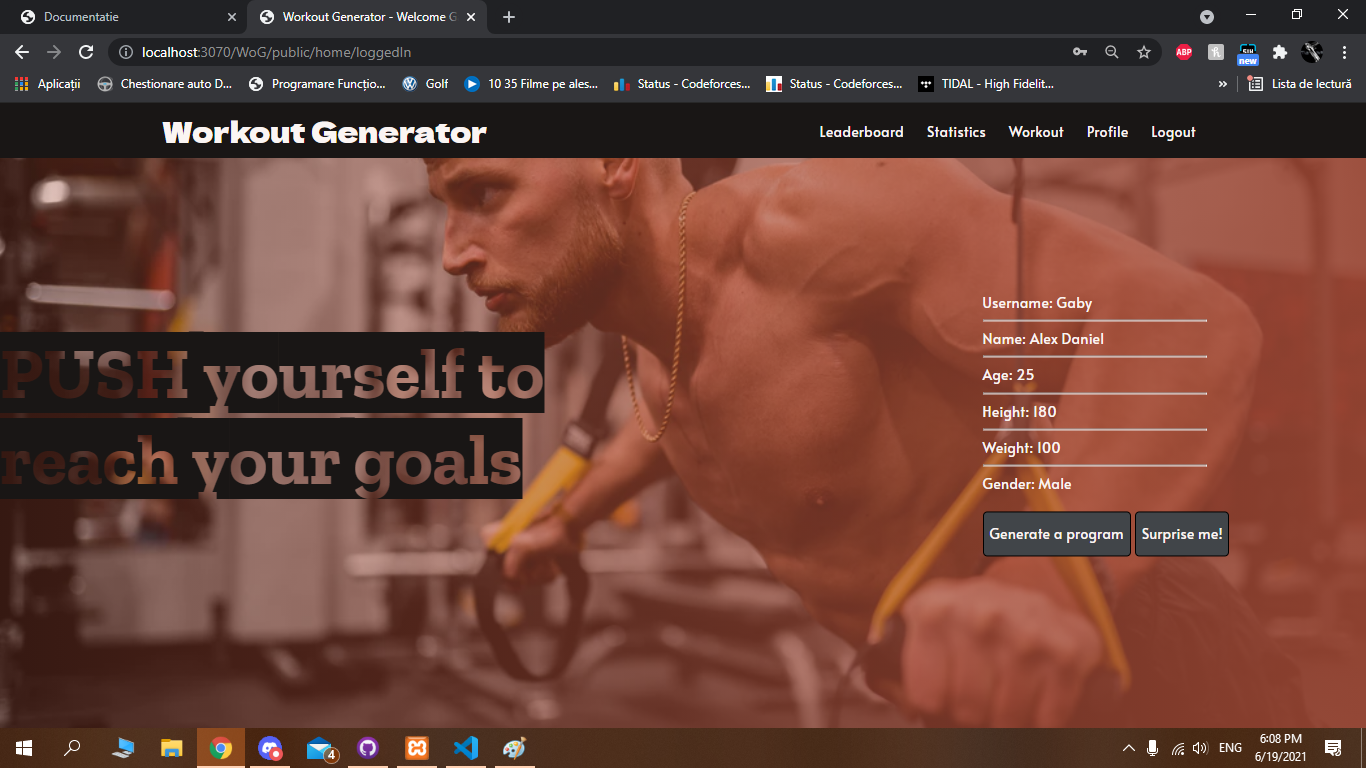 Documentatie
Workout Generator - Welcome G
localhost:3070/WoG/public/home/loggedIn
ABP
new
Aplicații
Chestionare auto D...
Programare Funcțio...
Golf
10 35 Filme pe ales...
Status - Codeforces...
Status - Codeforces...
TIDAL - High Fidelit...
»
Lista de lectură
Workout Generator
Leaderboard
Statistics
Workout
Profile
Logout
Username: Gaby
Name: Alex Daniel
Age: 25
Height: 180
Weight: 100
Gender: Male
PUSH yourself to
reach your goals
Generate a program
Surprise me!
4
ENG
6:08 PM
6/19/2021